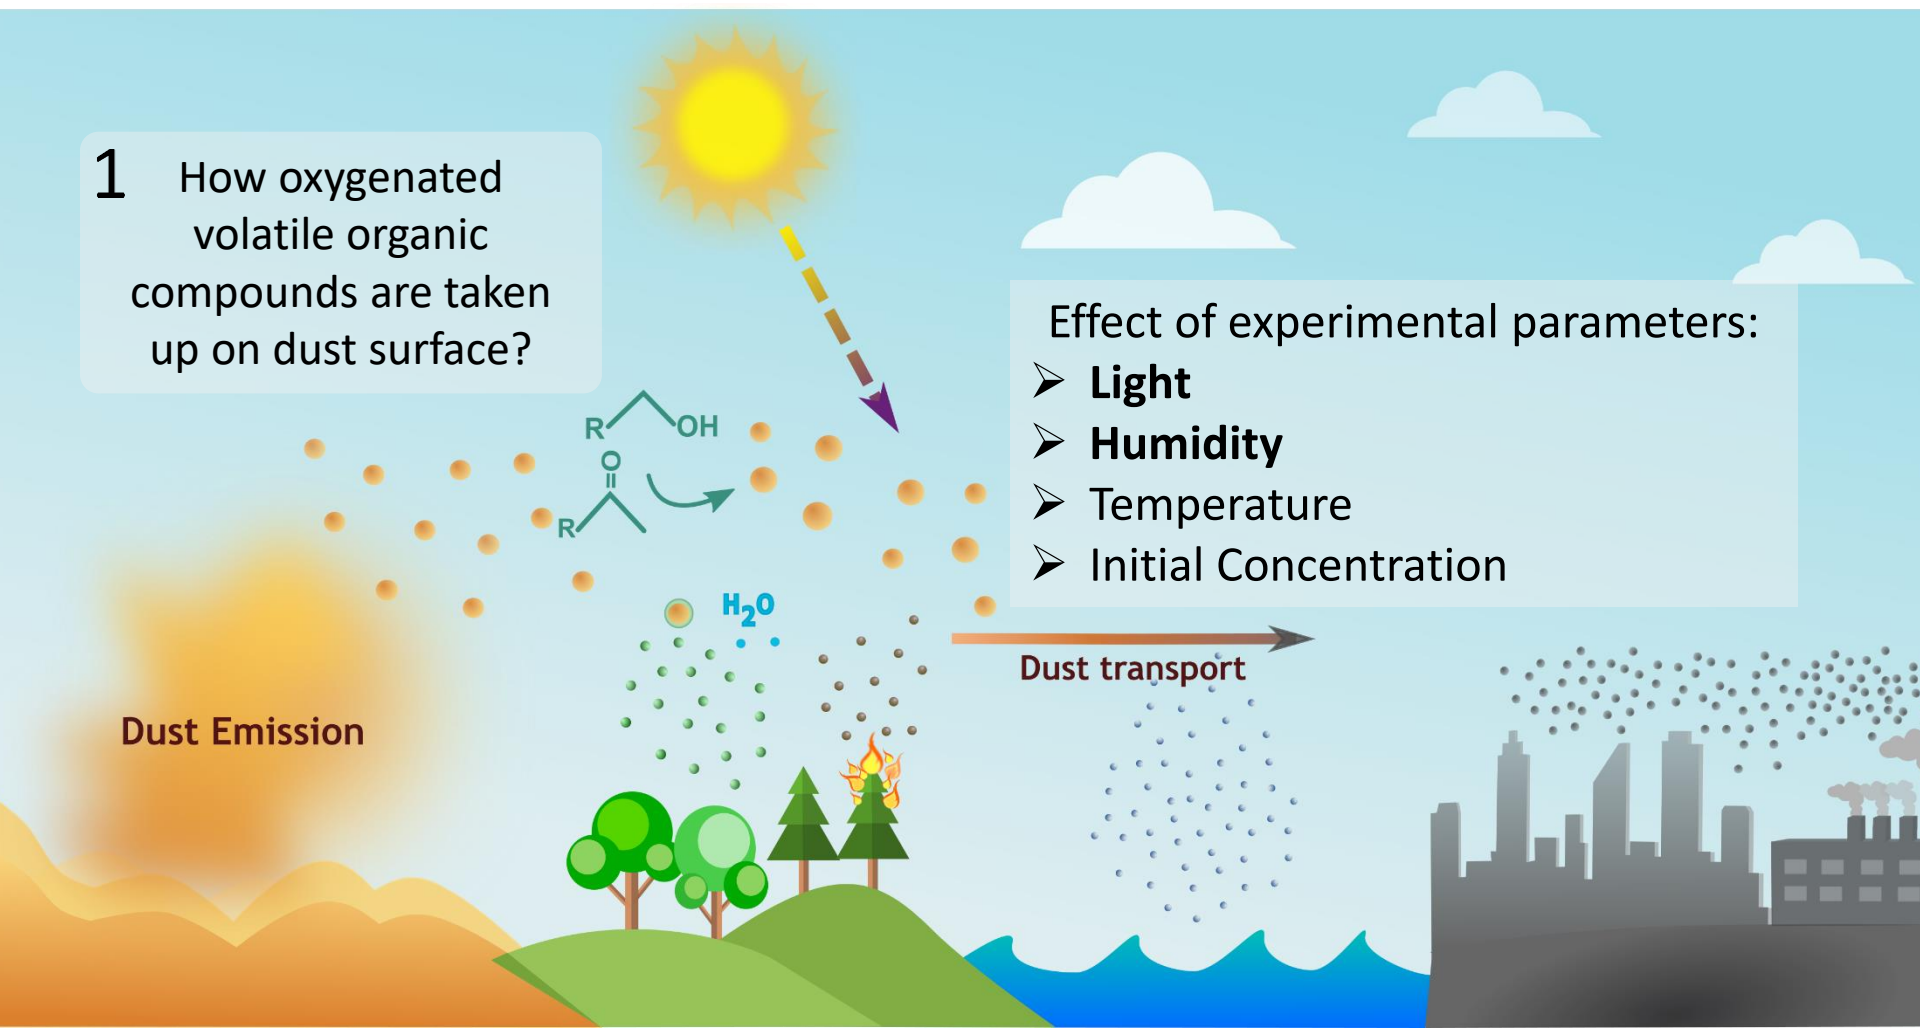 1
How oxygenated
volatile organic
compounds are taken
up on dust surface?
Effect of experimental parameters:
➢ Light
➢ Humidity
➢ Temperature
➢ Initial Concentration
R OH
O
R
H₂O
Dust transport
Dust Emission